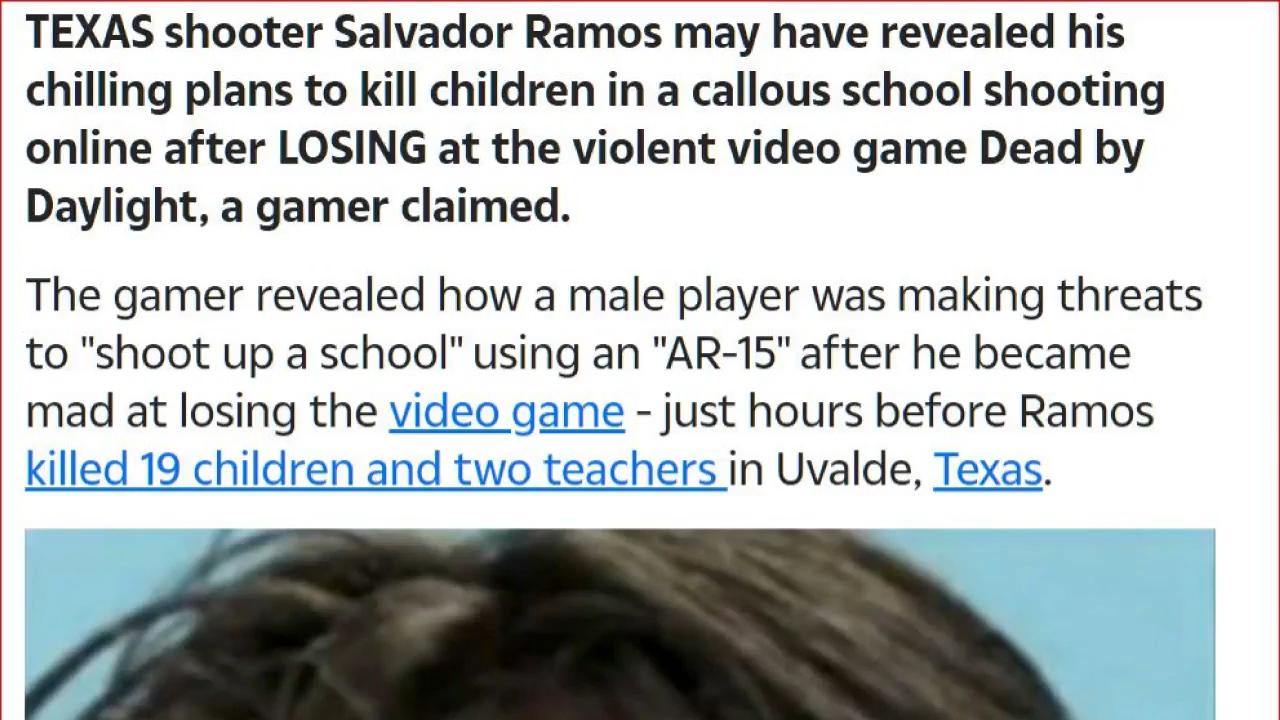 TEXAS shooter Salvador Ramos may have revealed his
chilling plans to kill children in a callous school shooting
online after LOSING at the violent video game Dead by
Daylight, a gamer claimed.
The gamer revealed how a male player was making threats
to "shoot up a school" using an "AR-15" after he became
mad at losing the video game - just hours before Ramos
killed 19 children and two teachers in Uvalde, Texas.